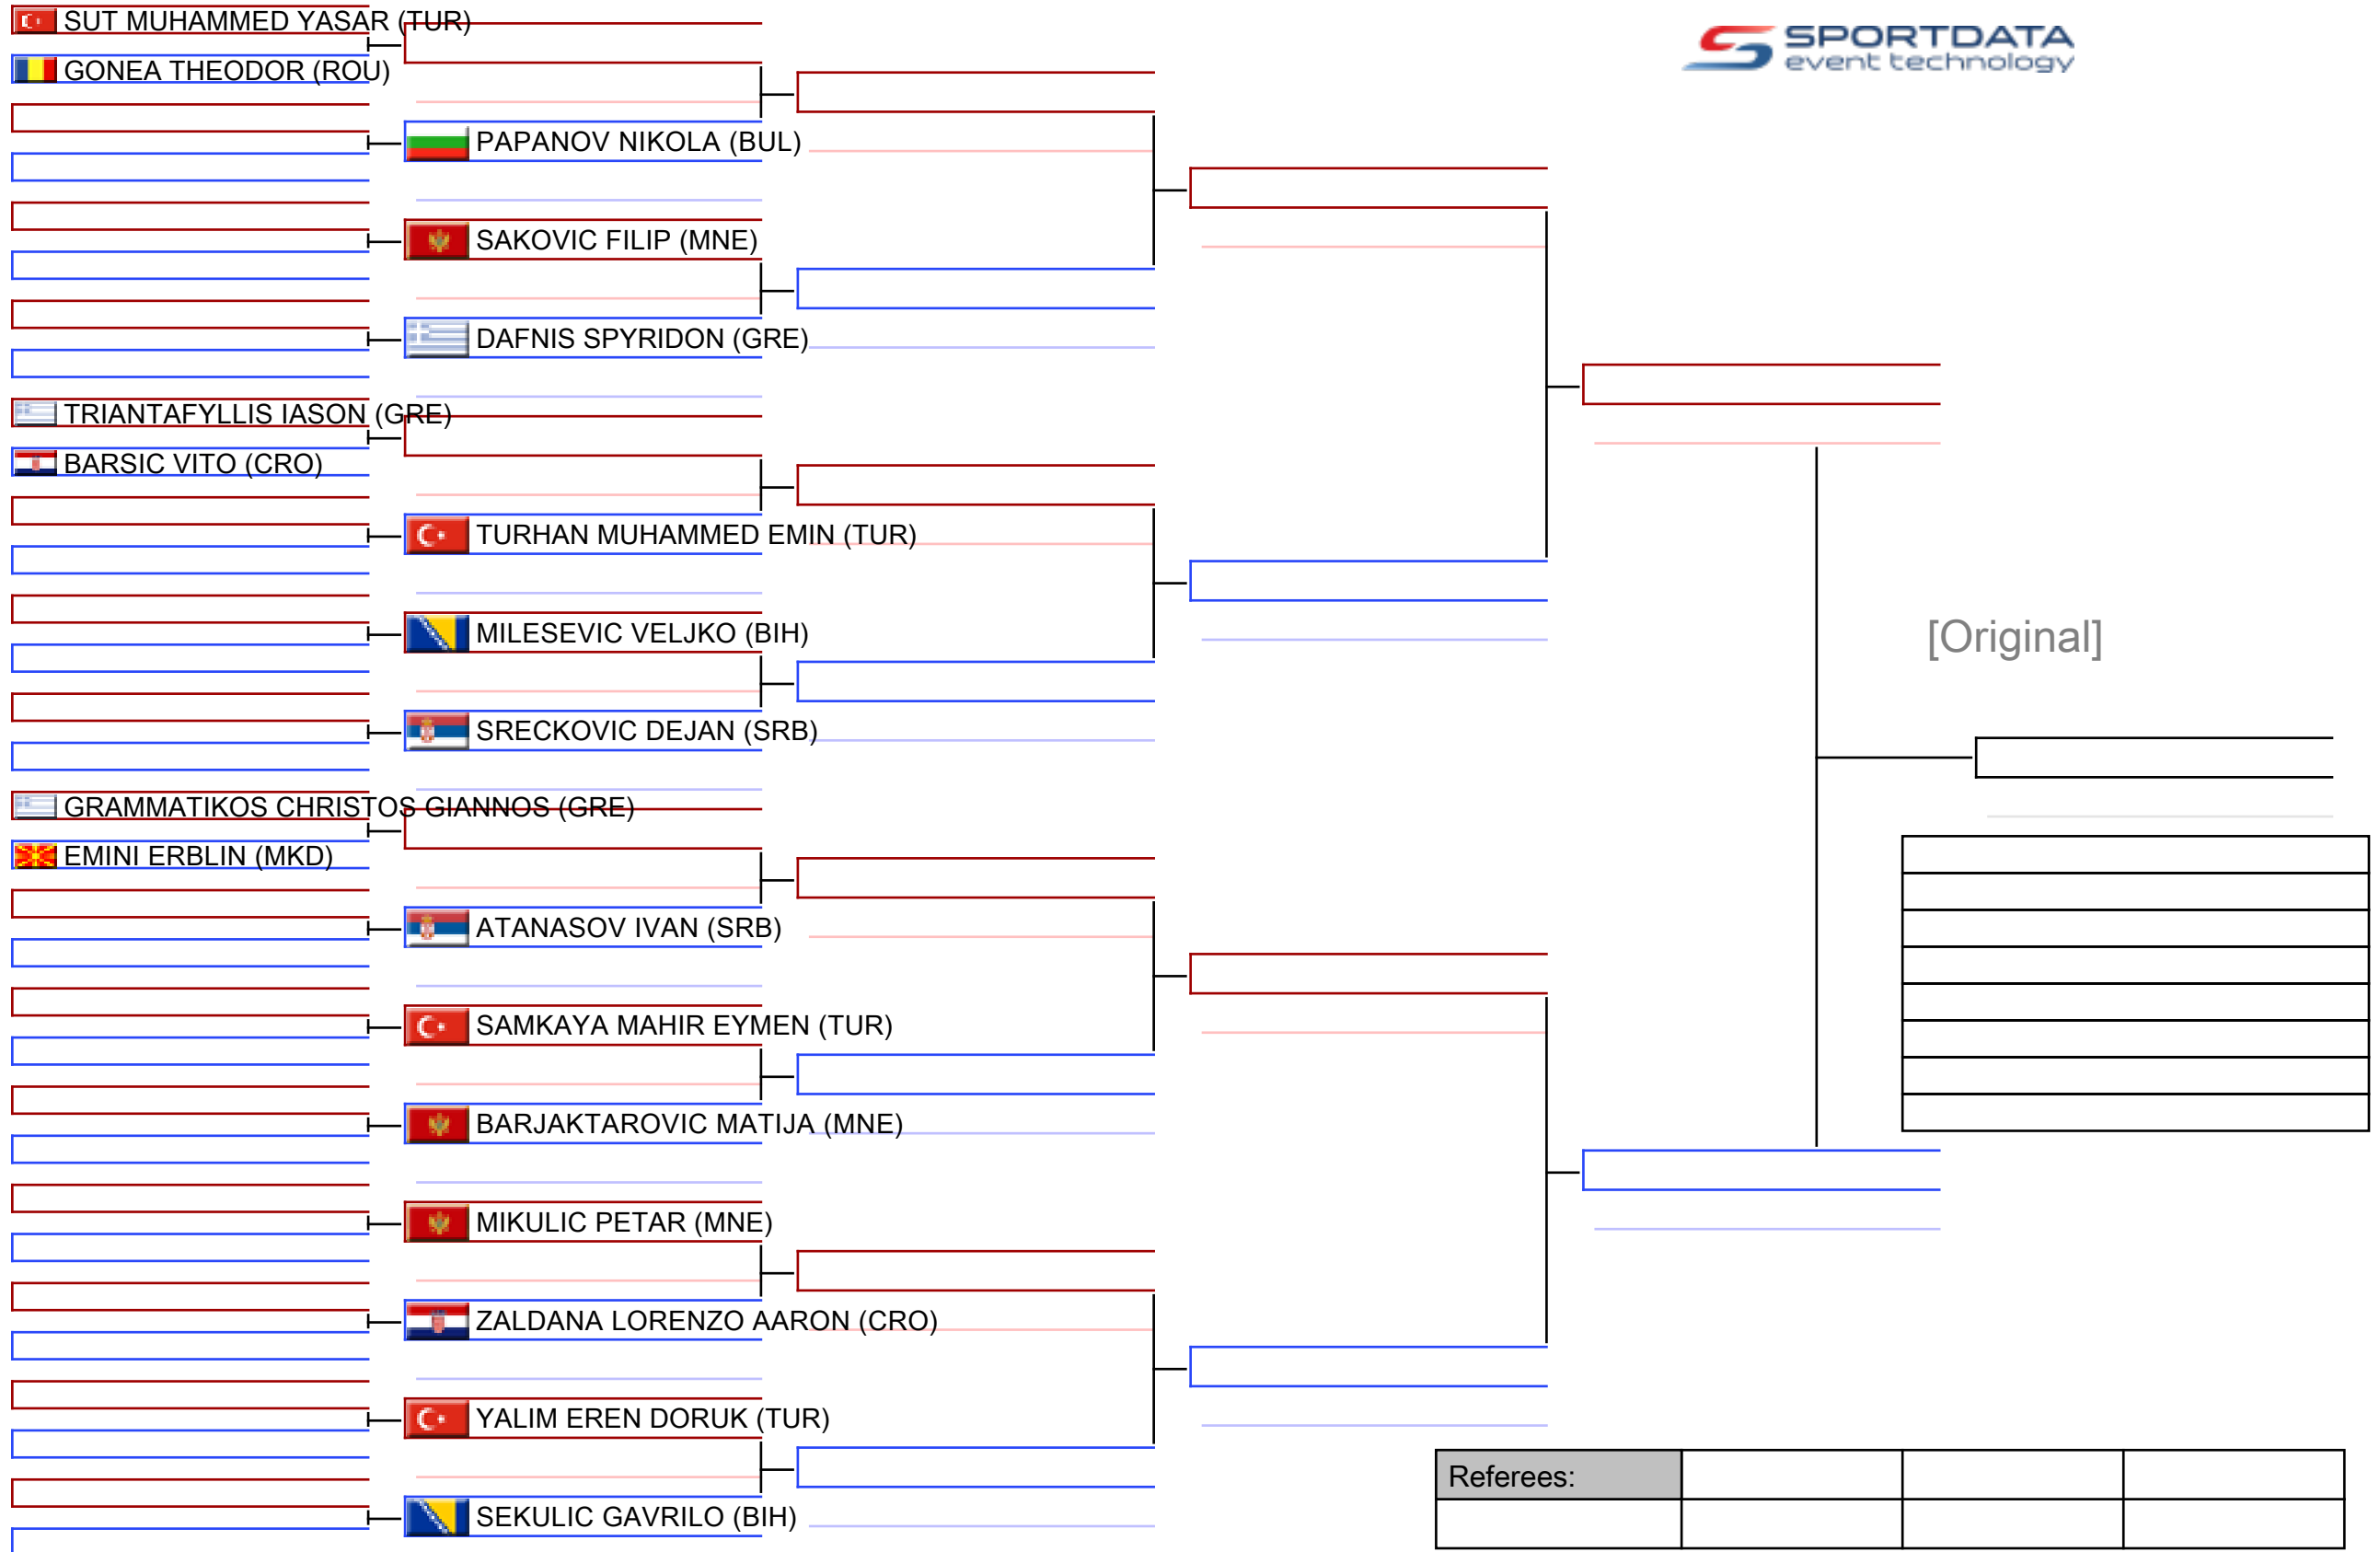 SUT MUHAMMED YASAR (TUR)
GONEA THEODOR (ROU)
PAPANOV NIKOLA (BUL)
SAKOVIC FILIP (MNE)
DAFNIS SPYRIDON (GRE)
TRIANTAFYLLIS IASON (GRE)
BARSIC VITO (CRO)
TURHAN MUHAMMED EMIN (TUR)
MILESEVIC VELJKO (BIH)
SRECKOVIC DEJAN (SRB)
GRAMMATIKOS CHRISTOS GIANNOS (GRE)
EMINI ERBLIN (MKD)
ATANASOV IVAN (SRB)
SAMKAYA MAHIR EYMEN (TUR)
BARJAKTAROVIC MATIJA (MNE)
MIKULIC PETAR (MNE)
ZALDANA LORENZO AARON (CRO)
YALIM EREN DORUK (TUR)
SEKULIC GAVRILO (BIH)
SPORTDATA
event technology
[Original]
Referees: